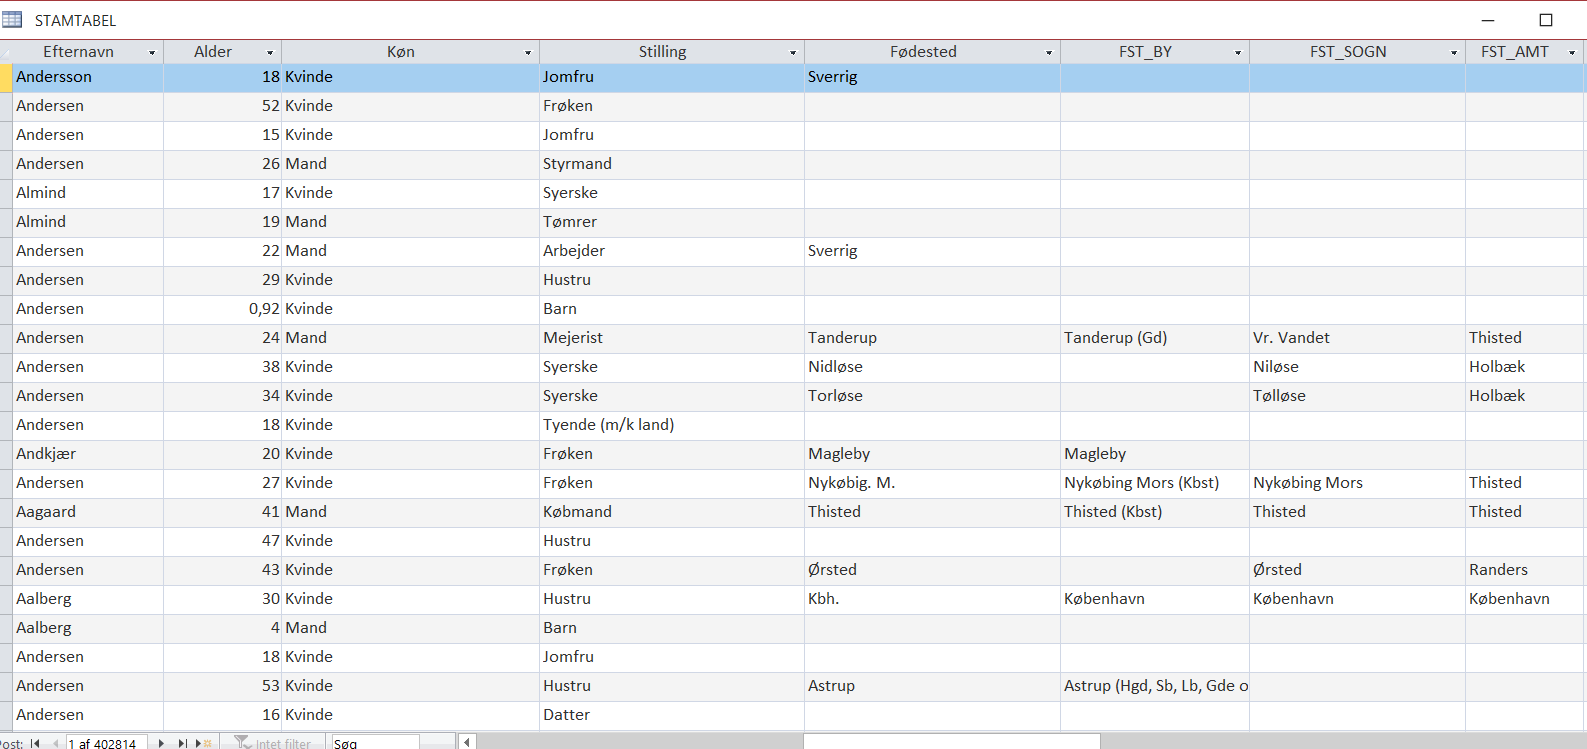 STAMTABEL
Efternavn Alder Køn Stilling Fødested FST_BY FST_SOGN FST_AMT
Andersson 18 Kvinde Jomfru Sverrig
Andersen 52 Kvinde Frøken
Andersen 15 Kvinde Jomfru
Andersen 26 Mand Styrmand
Almind 17 Kvinde Syerske
Almind 19 Mand Tømrer
Andersen 22 Mand Arbejder Sverrig
Andersen 29 Kvinde Hustru
Andersen 0,92 Kvinde Barn
Andersen 24 Mand Mejerist Tanderup Tanderup (Gd) Vr. Vandet Thisted
Andersen 38 Kvinde Syerske Nidløse Niløse Holbæk
Andersen 34 Kvinde Syerske Torløse Tølløse Holbæk
Andersen 18 Kvinde Tyende (m/k land)
Andkjær 20 Kvinde Frøken Magleby Magleby
Andersen 27 Kvinde Frøken Nykøbig. M. Nykøbing Mors (Kbst) Nykøbing Mors Thisted
Aagaard 41 Mand Købmand Thisted Thisted (Kbst) Thisted Thisted
Andersen 47 Kvinde Hustru
Andersen 43 Kvinde Frøken Ørsted Ørsted Randers
Aalberg 30 Kvinde Hustru Kbh. København København København
Aalberg 4 Mand Barn
Andersen 18 Kvinde Jomfru
Andersen 53 Kvinde Hustru Astrup Astrup (Hgd, Sb, Lb, Gde o
Andersen 16 Kvinde Datter
Post: 1 af 402814 Intet filter Søg